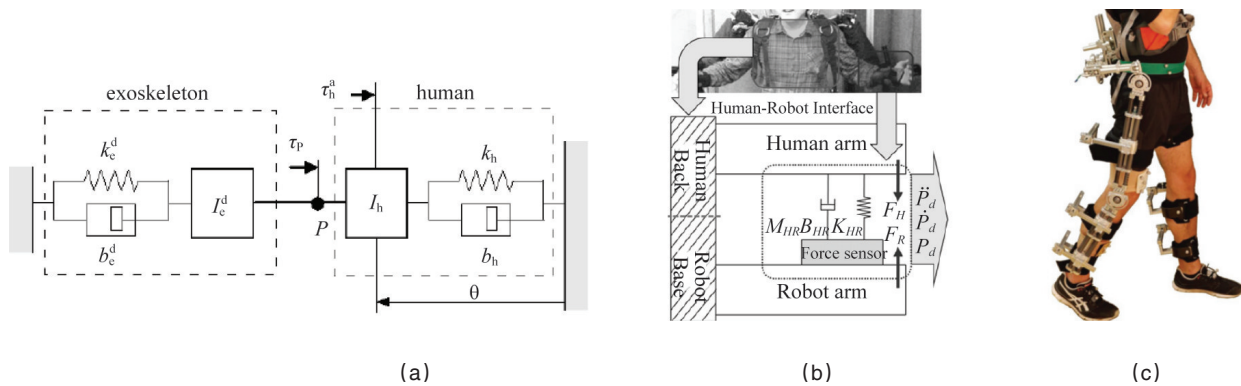 exoskeleton
human
τ_h^a
k_e^d
τ_P
k_h
I_e^d
P
I_h
b_e^d
b_h
θ
(a)
Human-Robot Interface
Human arm
Human
Back
Robot
Base
M_HR B_HR K_HR
F_H
F_R
Force sensor
Robot arm
P̈_d
Ṗ_d
P_d
(b)
(c)